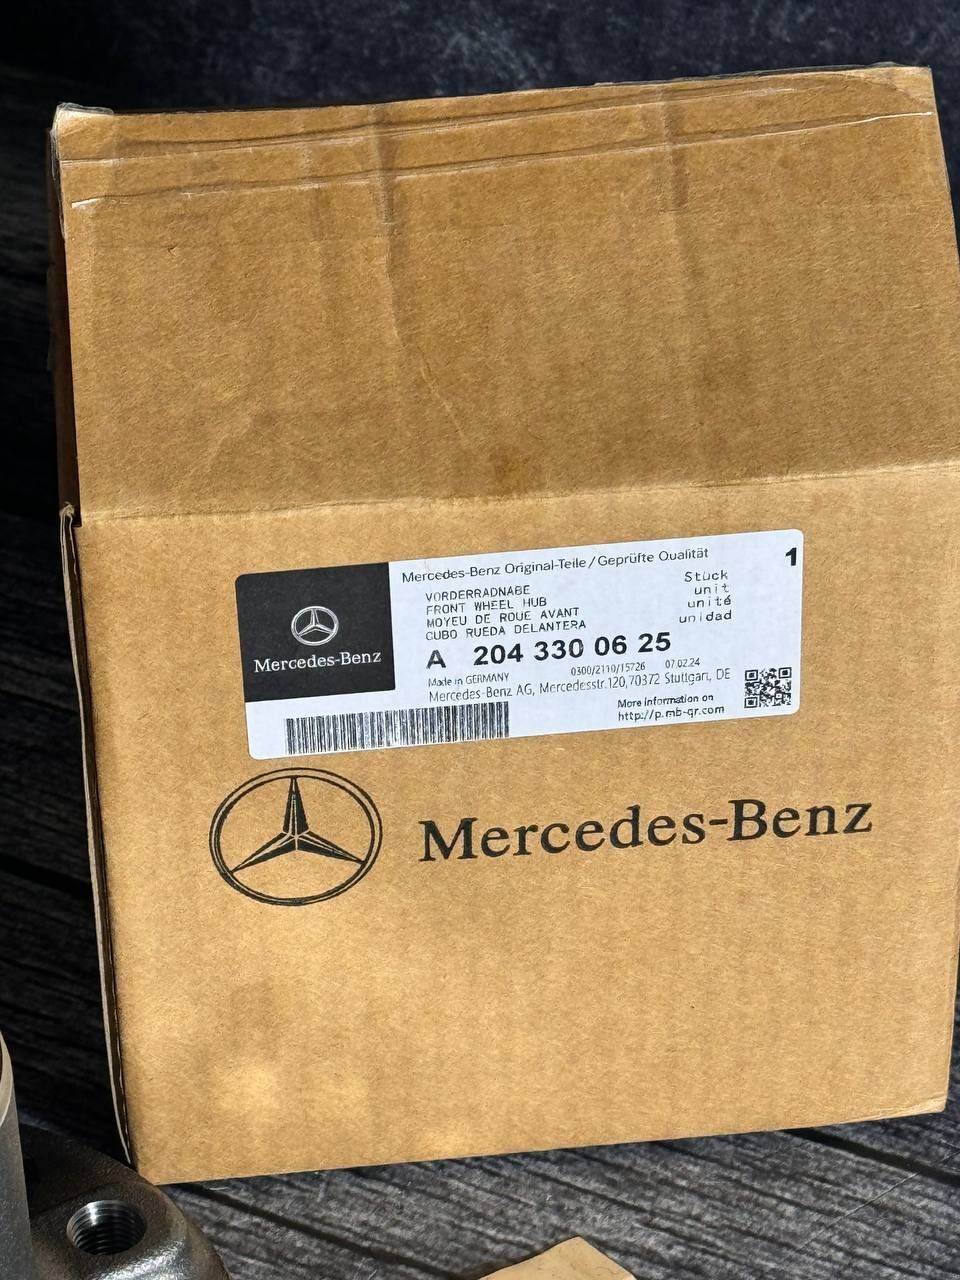 Mercedes-Benz Original-Teile / Geprüfte Qualität
1
VORDERRADNABE
FRONT WHEEL HUB
MOYEU DE ROUE AVANT
CUBO RUEDA DELANTERA
Stück
unit
unité
unidad
Mercedes-Benz
A 204 330 06 25
Made in GERMANY 0300/2110/15726 07.02.24
Mercedes-Benz AG, Mercedesstr.120,70372 Stuttgart, DE
More information on
http://p.mb-qr.com
Mercedes-Benz